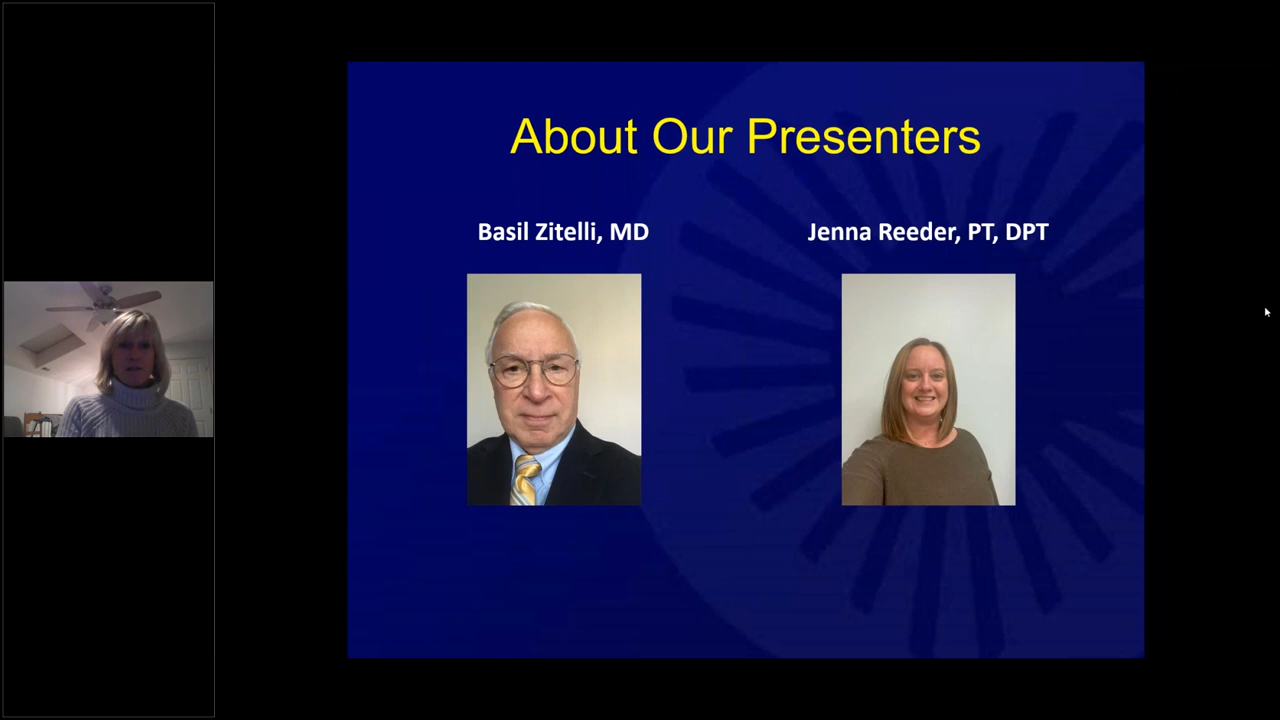 About Our Presenters
Basil Zitelli, MD
Jenna Reeder, PT, DPT